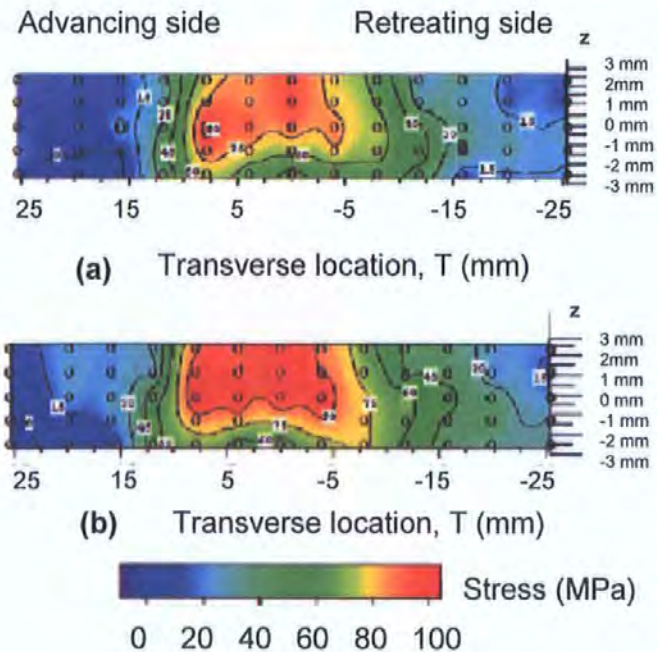 Advancing side Retreating side
z
3 mm
2mm
1 mm
0 mm
-1 mm
-2 mm
-3 mm
25 15 5 -5 -15 -25
(a) Transverse location, T (mm)
z
3 mm
2mm
1 mm
0 mm
-1 mm
-2 mm
-3 mm
25 15 5 -5 -15 -25
(b) Transverse location, T (mm)
Stress (MPa)
0 20 40 60 80 100